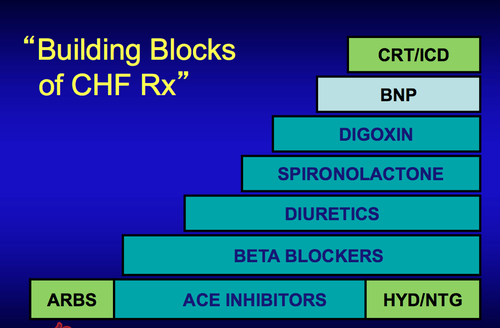 “Building Blocks
of CHF Rx”
CRT/ICD
BNP
DIGOXIN
SPIRONOLACTONE
DIURETICS
BETA BLOCKERS
ARBS ACE INHIBITORS HYD/NTG